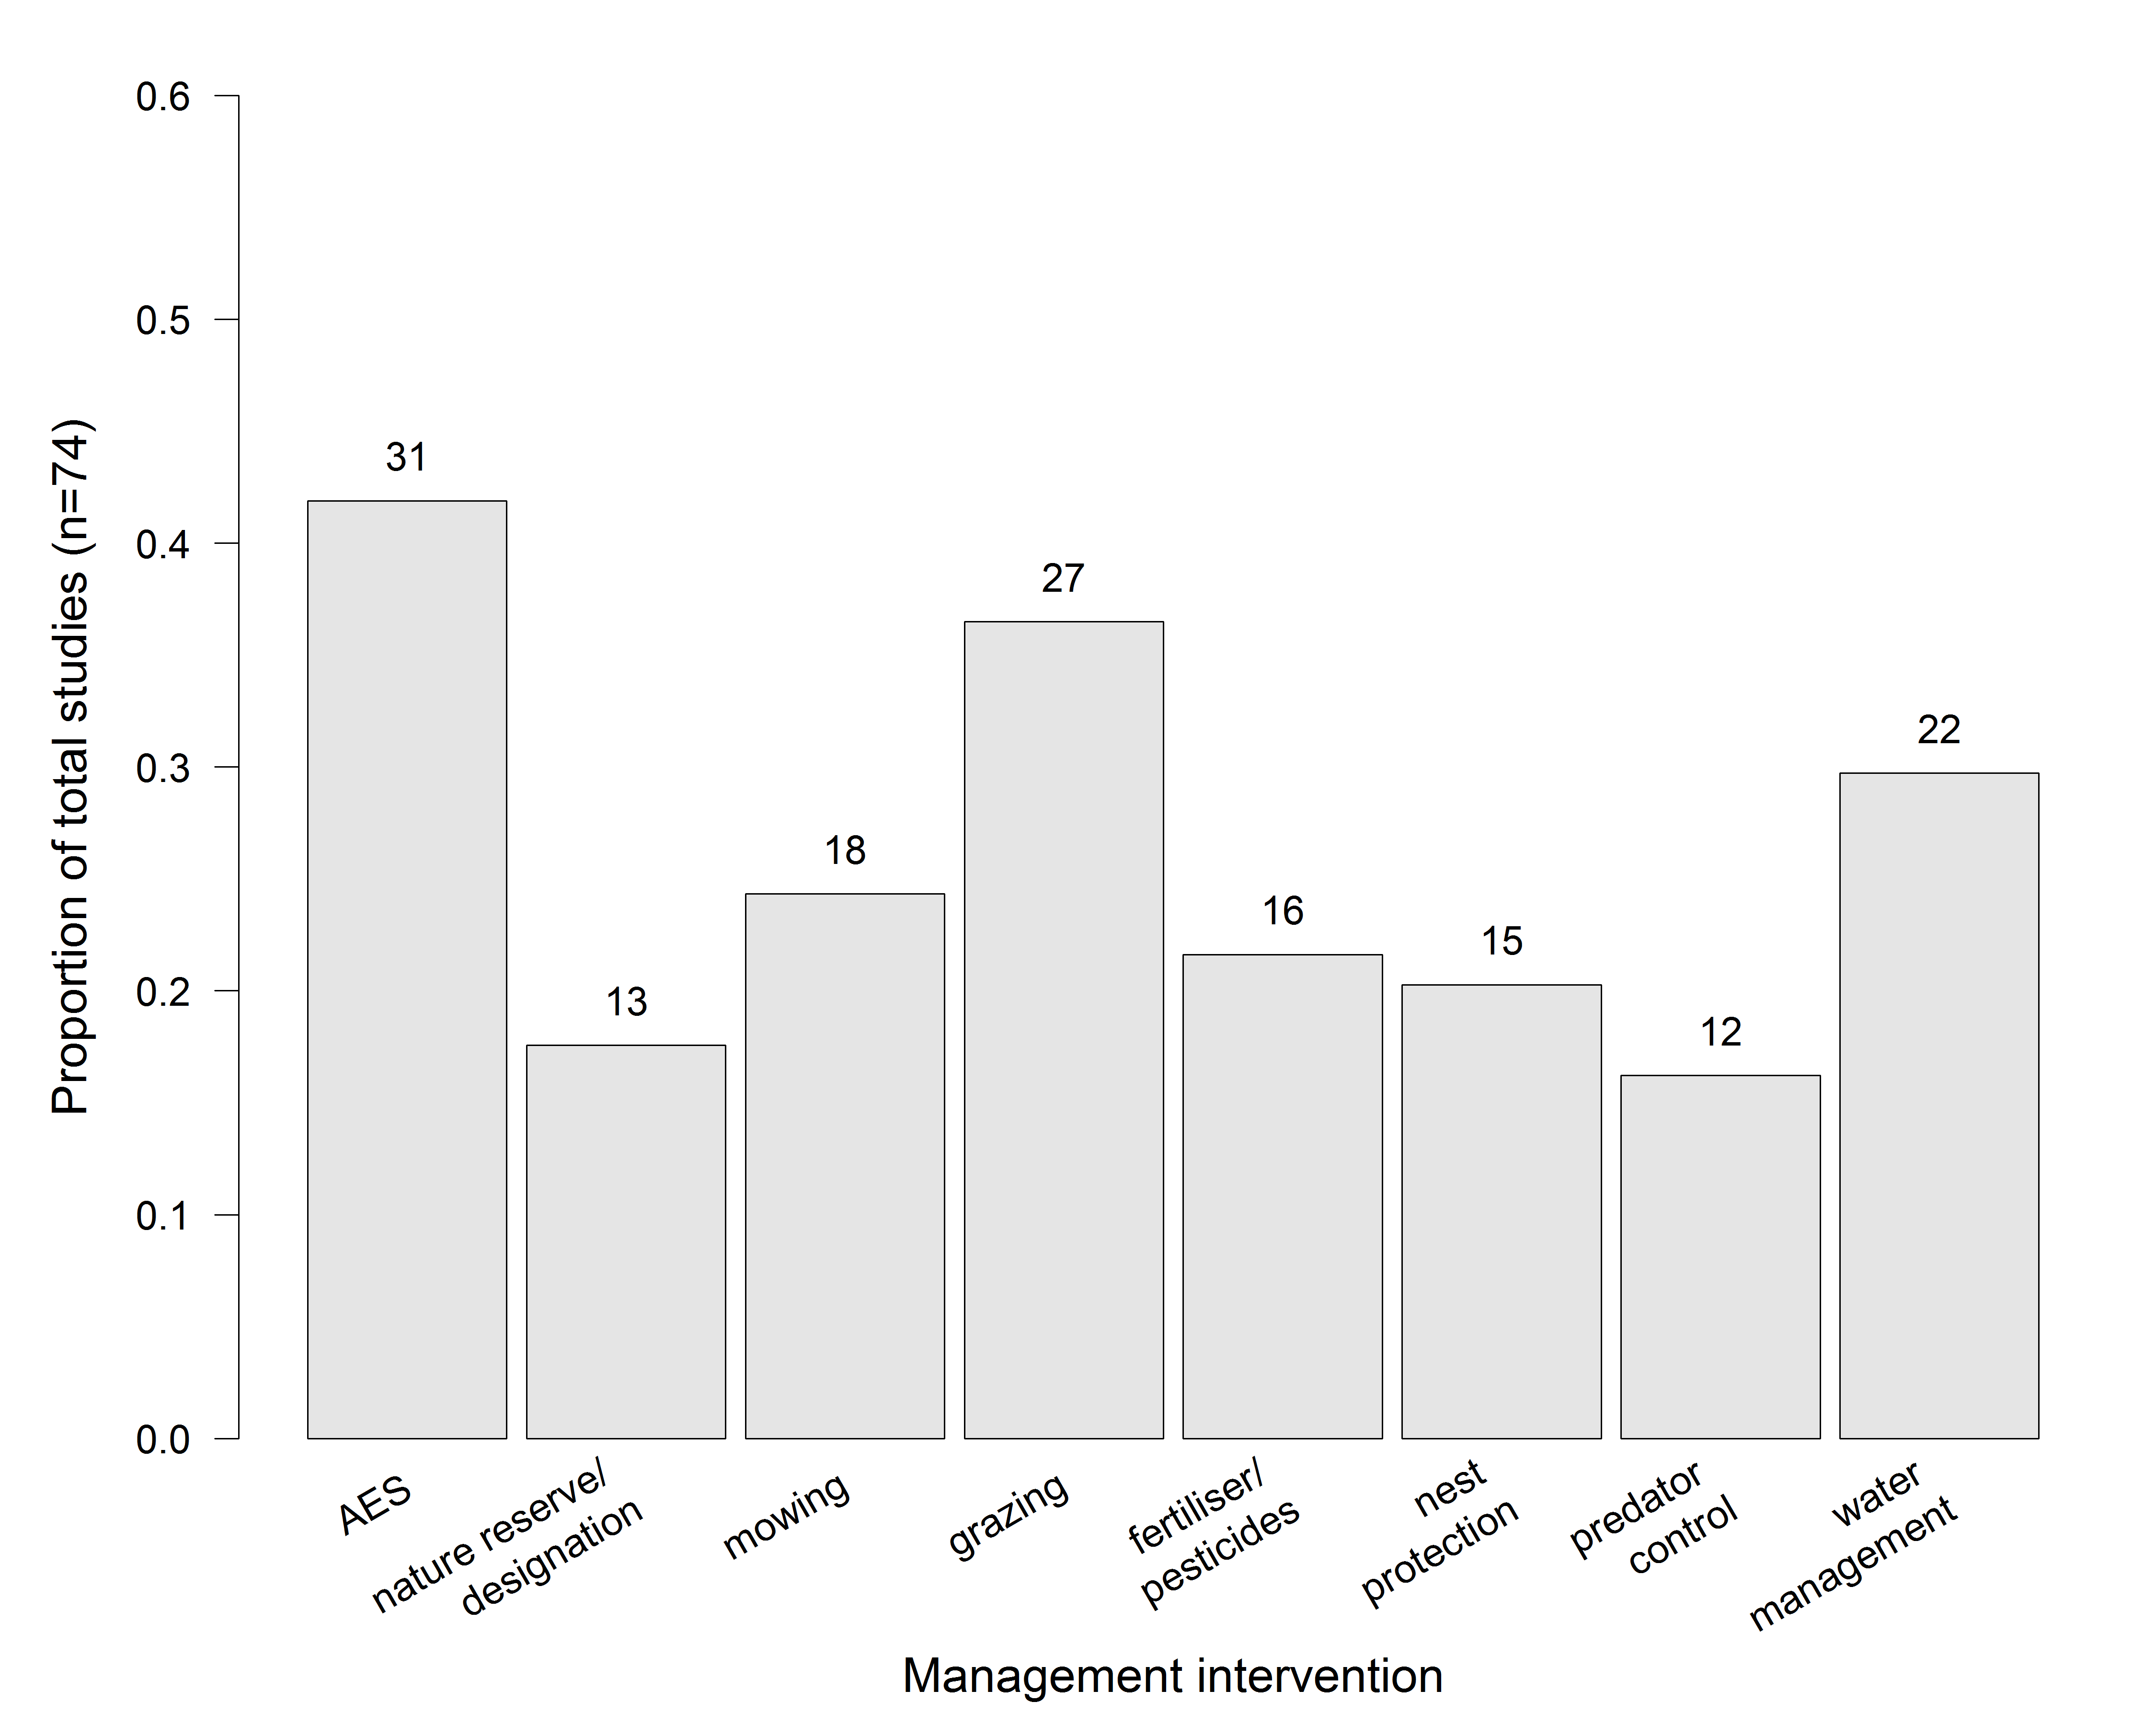 Proportion of total studies (n=74)
0.6
0.5
0.4
0.3
0.2
0.1
0.0
31
13
18
27
16
15
12
22
AES
nature reserve/
designation
mowing
grazing
fertiliser/
pesticides
nest
protection
predator
control
water
management
Management intervention